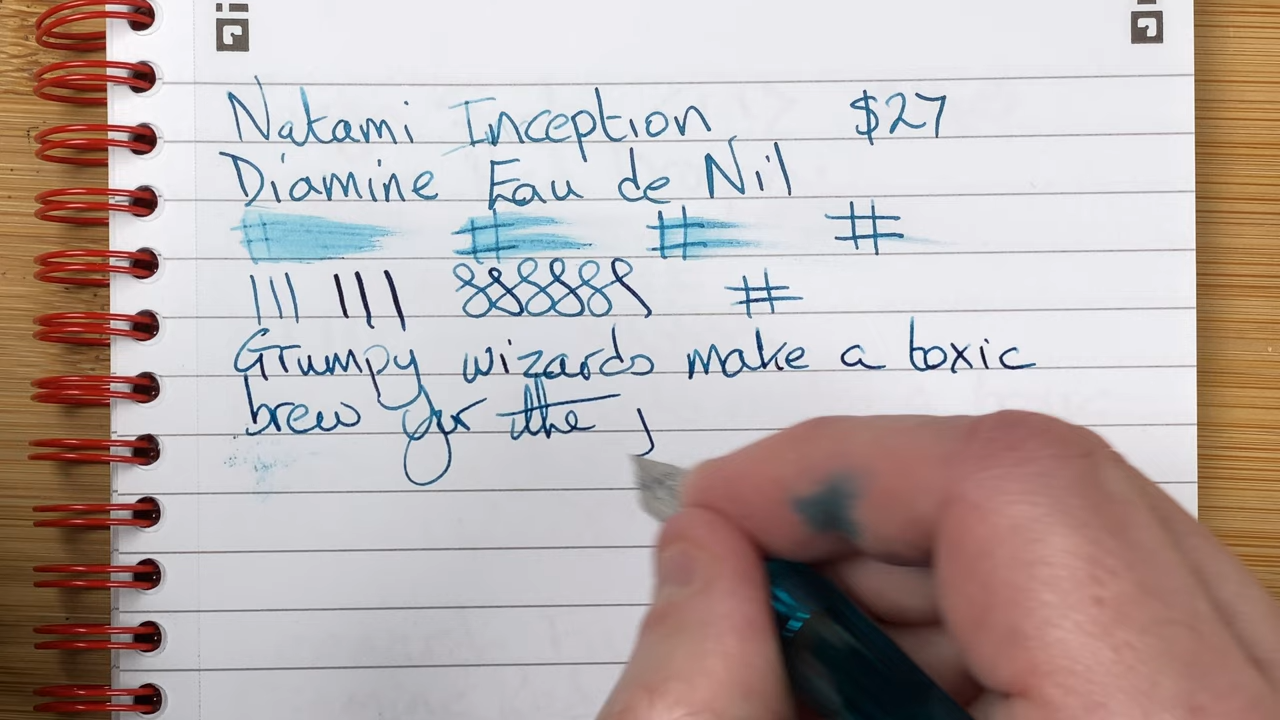 Natami Inception $27
Diamine Eau de Nil
# # # #
||| ||| #
Grumpy wizards make a toxic
brew for the j